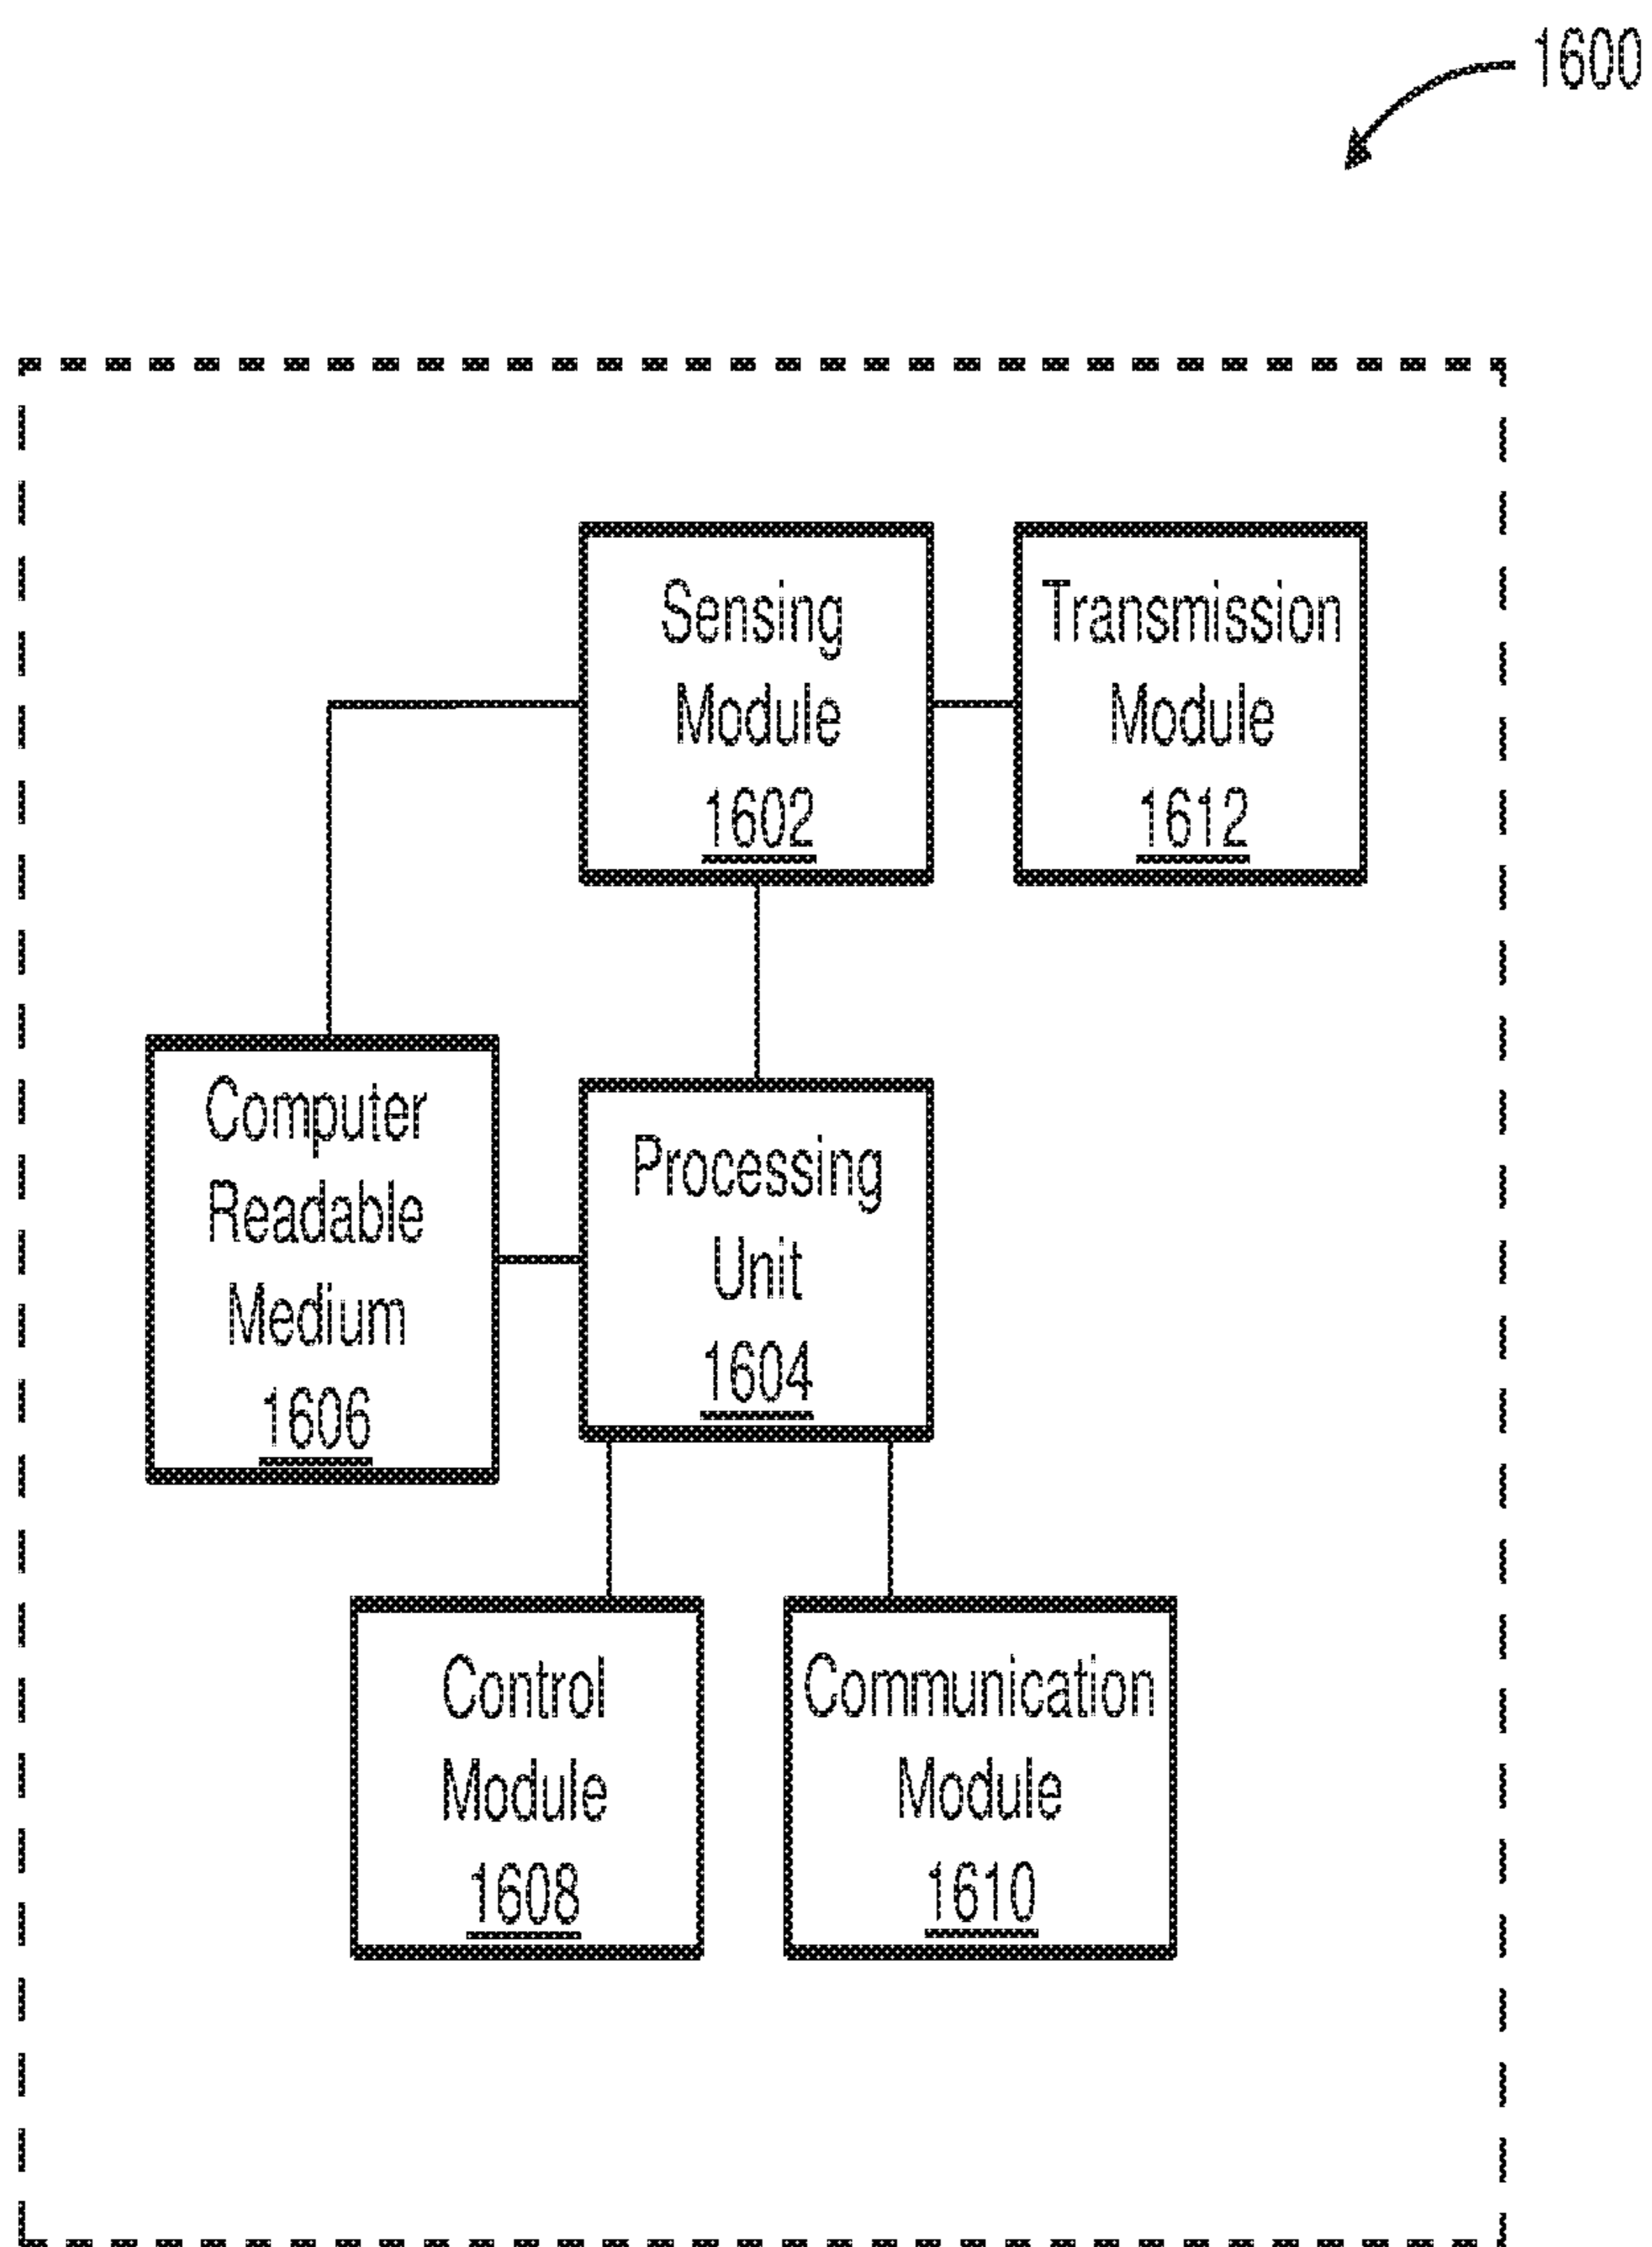 1600
Sensing
Module
1602
Transmission
Module
1612
Computer
Readable
Medium
1606
Processing
Unit
1604
Control
Module
1608
Communication
Module
1610